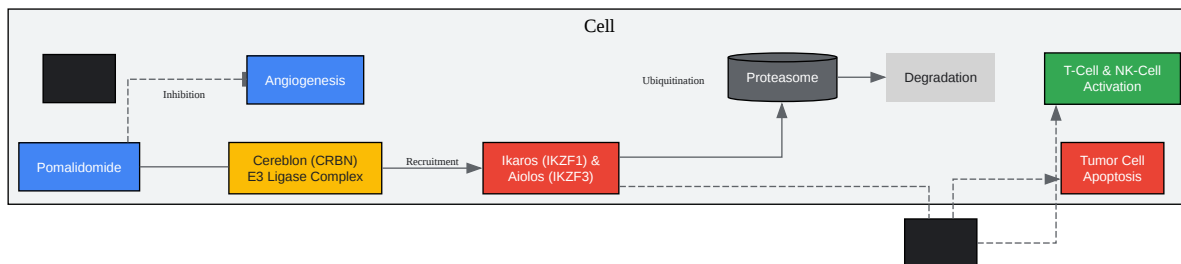 Cell
Angiogenesis
Inhibition
Ubiquitination
Proteasome
Degradation
T-Cell & NK-Cell
Activation
Pomalidomide
Cereblon (CRBN)
E3 Ligase Complex
Recruitment
Ikaros (IKZF1) &
Aiolos (IKZF3)
Tumor Cell
Apoptosis